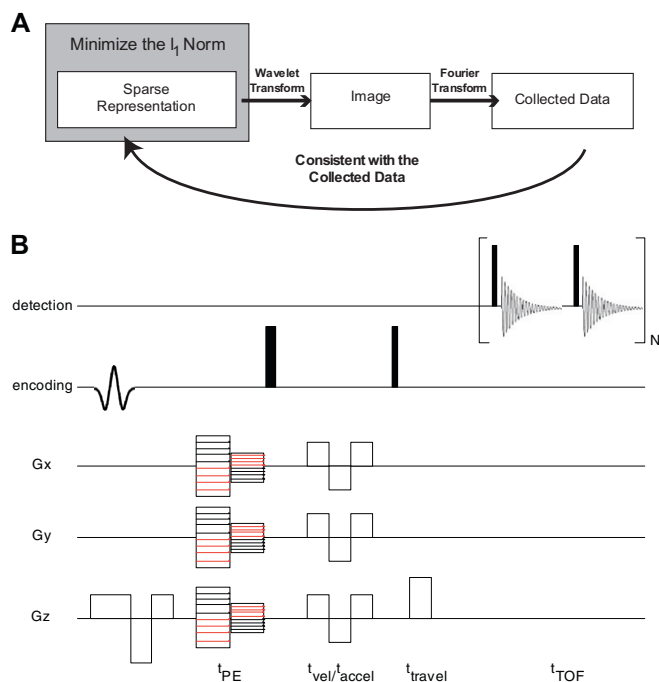 A
Minimize the l1 Norm
Sparse
Representation
Wavelet
Transform
Image
Fourier
Transform
Collected Data
Consistent with the
Collected Data
B
detection
N
encoding
Gx
Gy
Gz
tPE
tvel/taccel
ttravel
tTOF